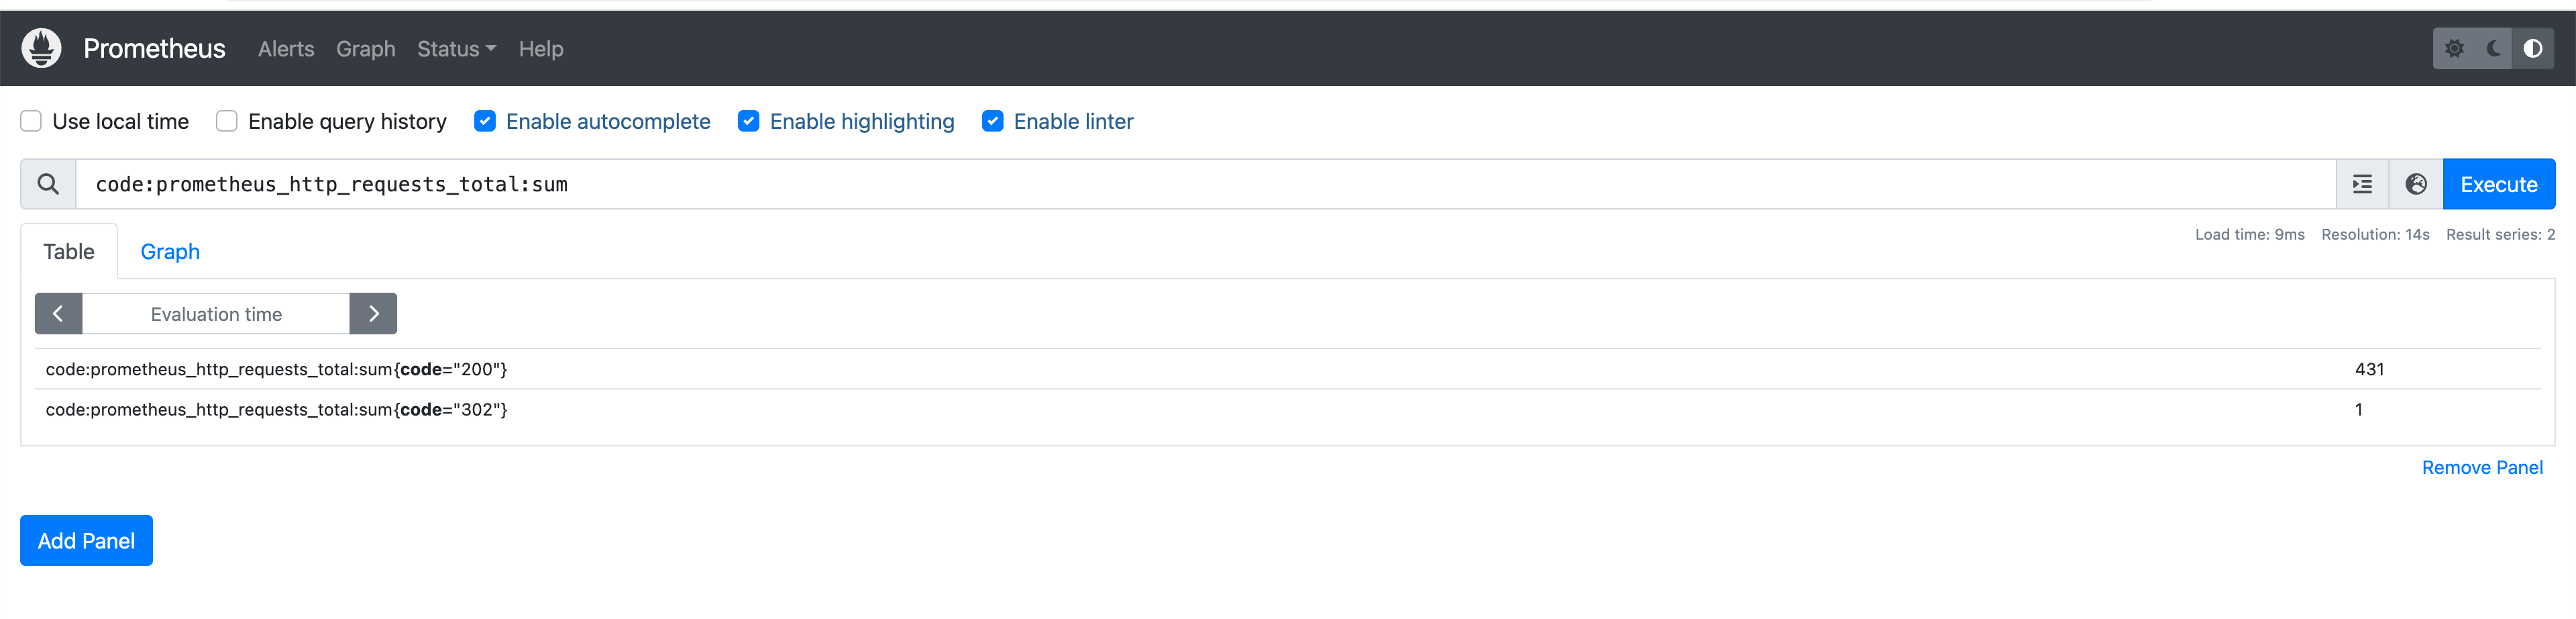 Prometheus Alerts Graph Status Help
Use local time Enable query history Enable autocomplete Enable highlighting Enable linter
code:prometheus_http_requests_total:sum Execute
Table Graph Load time: 9ms Resolution: 14s Result series: 2
Evaluation time
code:prometheus_http_requests_total:sum{code="200"} 431
code:prometheus_http_requests_total:sum{code="302"} 1
Remove Panel
Add Panel